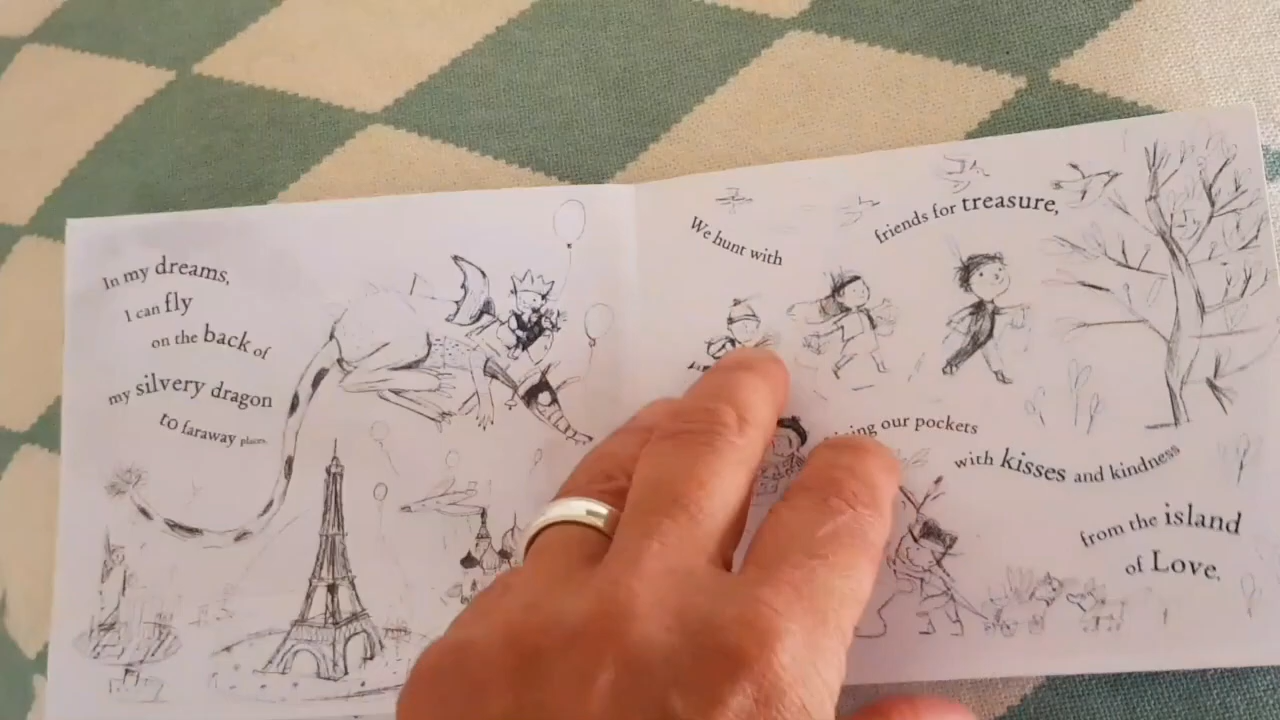 In my dreams,
I can fly
on the back of
my silvery dragon
to faraway places.
We hunt with
friends for treasure,
our pockets
with kisses and kindness
from the island
of Love.